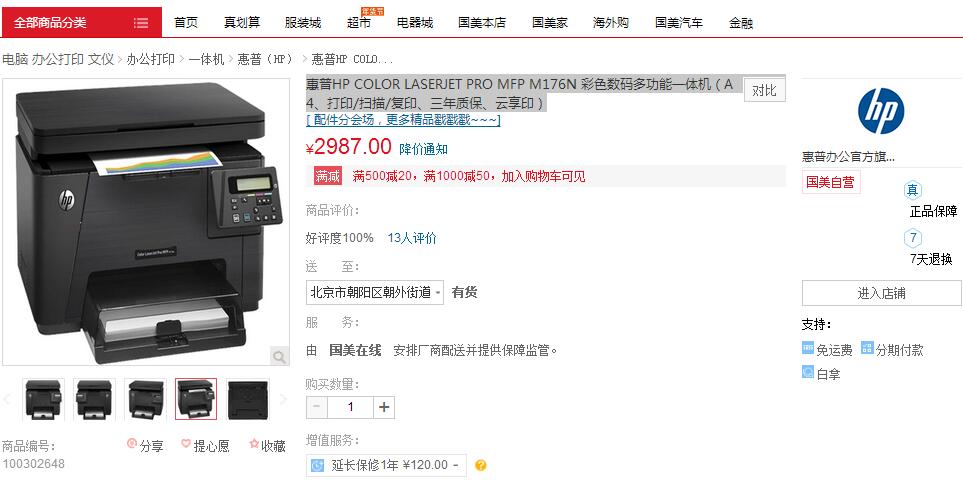 全部商品分类
首页
真划算
服装城
超市
年货节
电器城
国美本店
国美家
海外购
国美汽车
金融
电脑 办公打印 文仪 > 办公打印 > 一体机 > 惠普（HP） > 惠普HP COLO...
惠普HP COLOR LASERJET PRO MFP M176N 彩色数码多功能一体机（A
4、打印/扫描/复印、三年质保、云享印）
对比
[ 配件分会场，更多精品戳戳戳~~~]
¥2987.00 降价通知
满减 满500减20，满1000减50，加入购物车可见
商品评价：
好评度100% 13人评价
送 至：
北京市朝阳区朝外街道 有货
服 务：
由 国美在线 安排厂商配送并提供保障监管。
购买数量：
- 1 +
增值服务：
延长保修1年 ¥120.00
?
hp
商品编号：
100302648
分享
提心愿
收藏
hp
惠普办公官方旗...
国美自营
真
正品保障
7
7天退换
进入店铺
支持：
免运费
分期付款
白拿